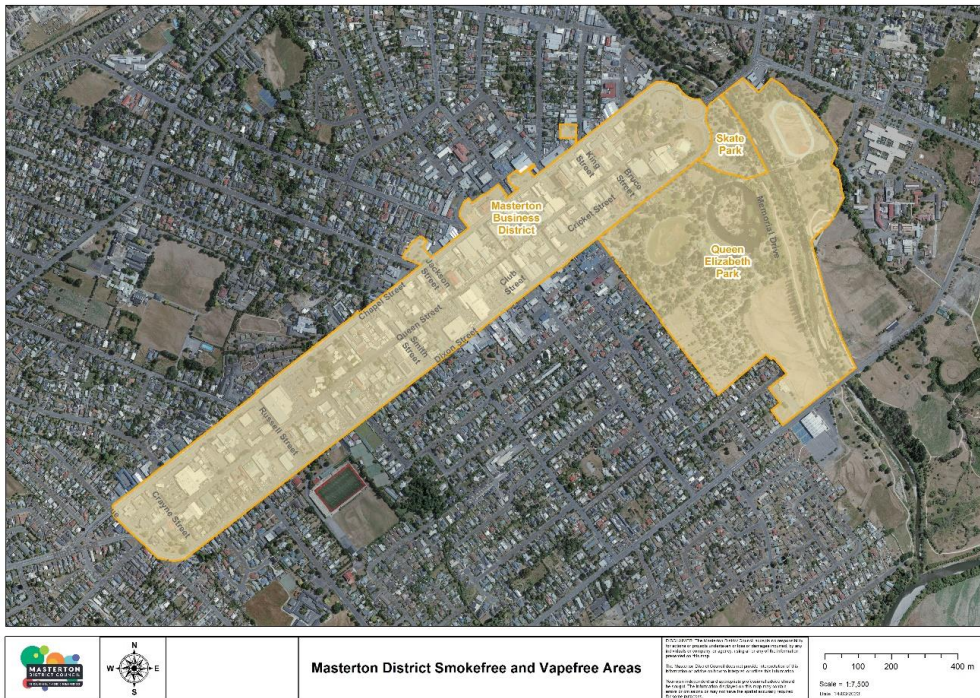 Skate
Park
King
Street
Bruce
Street
Masterton
Business
District
Cricket Street
Memorial Drive
Queen
Elizabeth
Park
Jackson
Street
Club
Street
Chapel Street
Queen Street
Smith
Street
Dixon Street
Russell Street
Crayne Street
MASTERTON
DISTRICT COUNCIL
N
W
E
S
Masterton District Smokefree and Vapefree Areas
0 100 200 400 m
Scale = 1:7,500